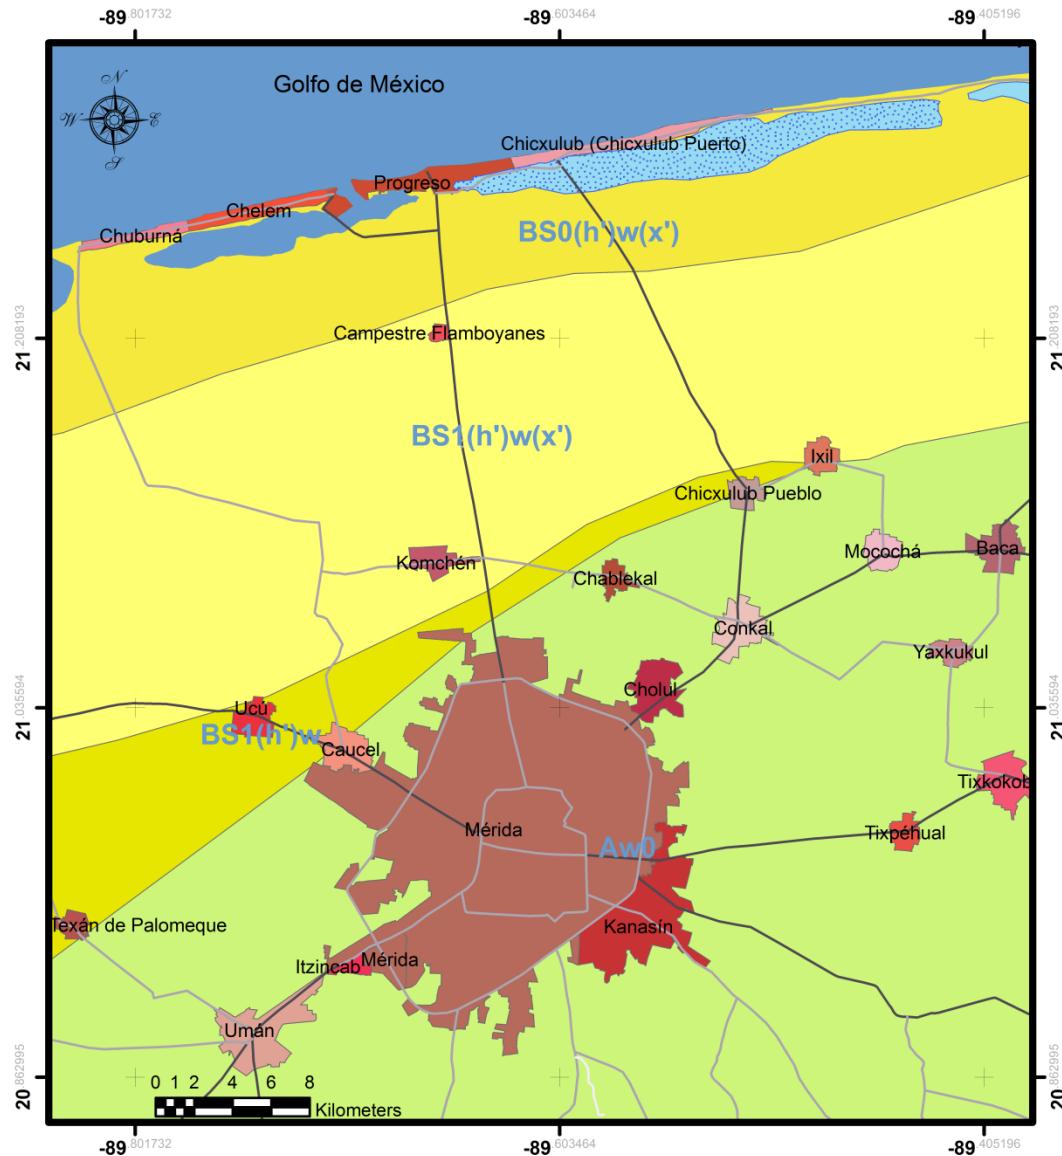 -89.801732
-89.603464
-89.405196
Golfo de México
N
W
E
S
Chicxulub (Chicxulub Puerto)
Progreso
Chelem
Chuburná
BS0(h')w(x')
21.208193
21.208193
Campestre Flamboyanes
BS1(h')w(x')
Ixil
Chicxulub Pueblo
Mocochá
Baca
Komchén
Chablekal
Conkal
Yaxkukul
Cholul
21.035594
21.035594
Ucú
BS1(h')w
Caucel
Tixkokob
Mérida
Tixpéhual
Aw0
Texán de Palomeque
Kanasín
Itzincab
Mérida
Umán
20.862995
20.862995
0 1 2 4 6 8
Kilometers
-89.801732
-89.603464
-89.405196